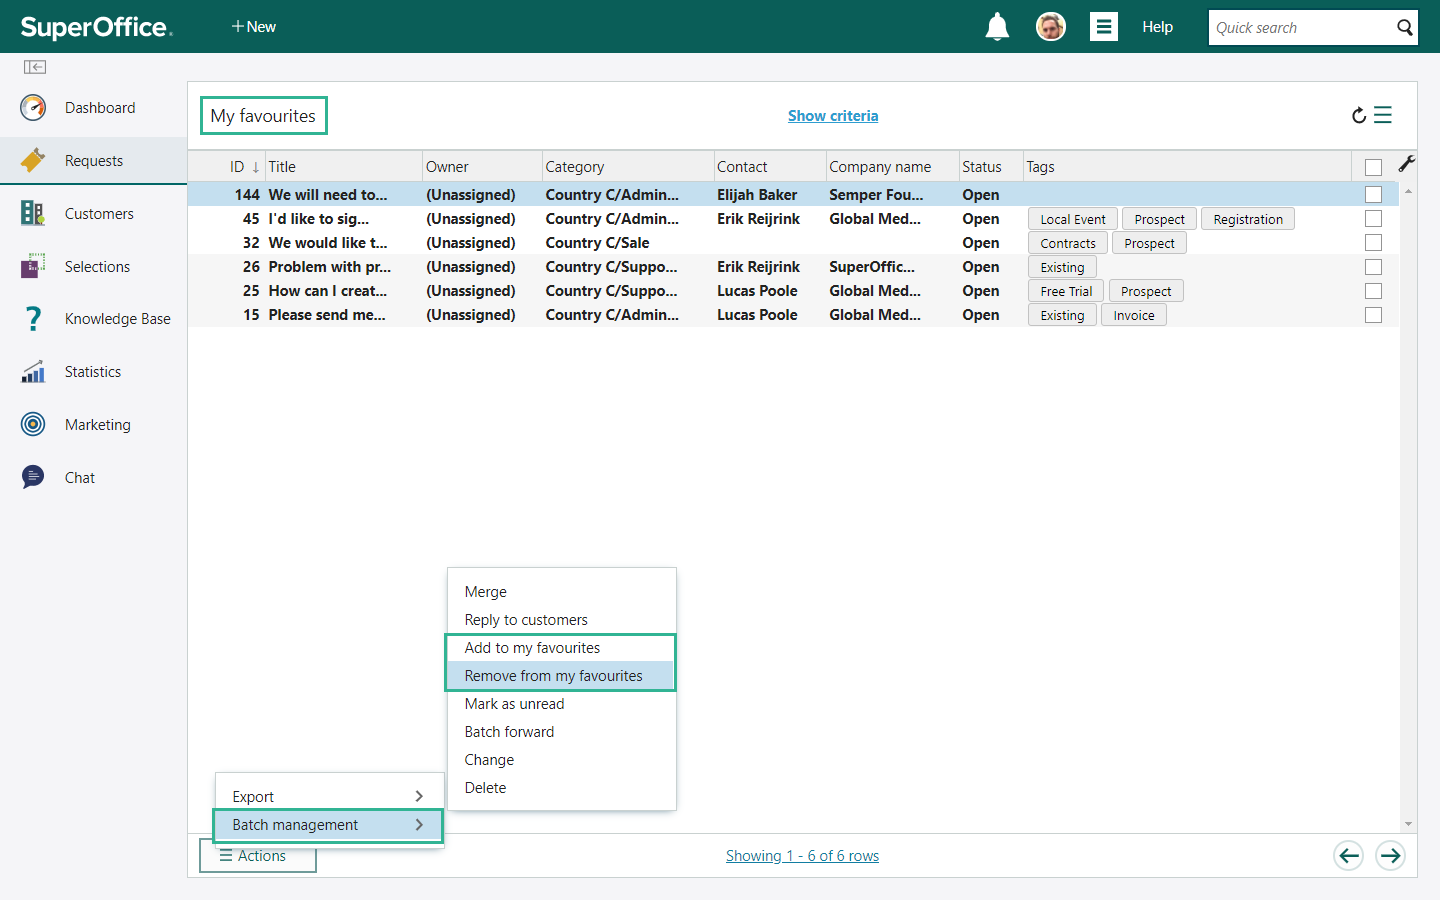 SuperOffice.
+ New
Help
Quick search
Dashboard
Requests
Customers
Selections
Knowledge Base
Statistics
Marketing
Chat
My favourites
Show criteria
ID ↓ Title Owner Category Contact Company name Status Tags
144 We will need to... (Unassigned) Country C/Admin... Elijah Baker Semper Fou... Open
45 I'd like to sig... (Unassigned) Country C/Admin... Erik Reijrink Global Med... Open Local Event Prospect Registration
32 We would like t... (Unassigned) Country C/Sale Open Contracts Prospect
26 Problem with pr... (Unassigned) Country C/Suppo... Erik Reijrink SuperOffic... Open Existing
25 How can I creat... (Unassigned) Country C/Suppo... Lucas Poole Global Med... Open Free Trial Prospect
15 Please send me... (Unassigned) Country C/Admin... Lucas Poole Global Med... Open Existing Invoice
Merge
Reply to customers
Add to my favourites
Remove from my favourites
Mark as unread
Batch forward
Change
Delete
Export
Batch management
Actions
Showing 1 - 6 of 6 rows